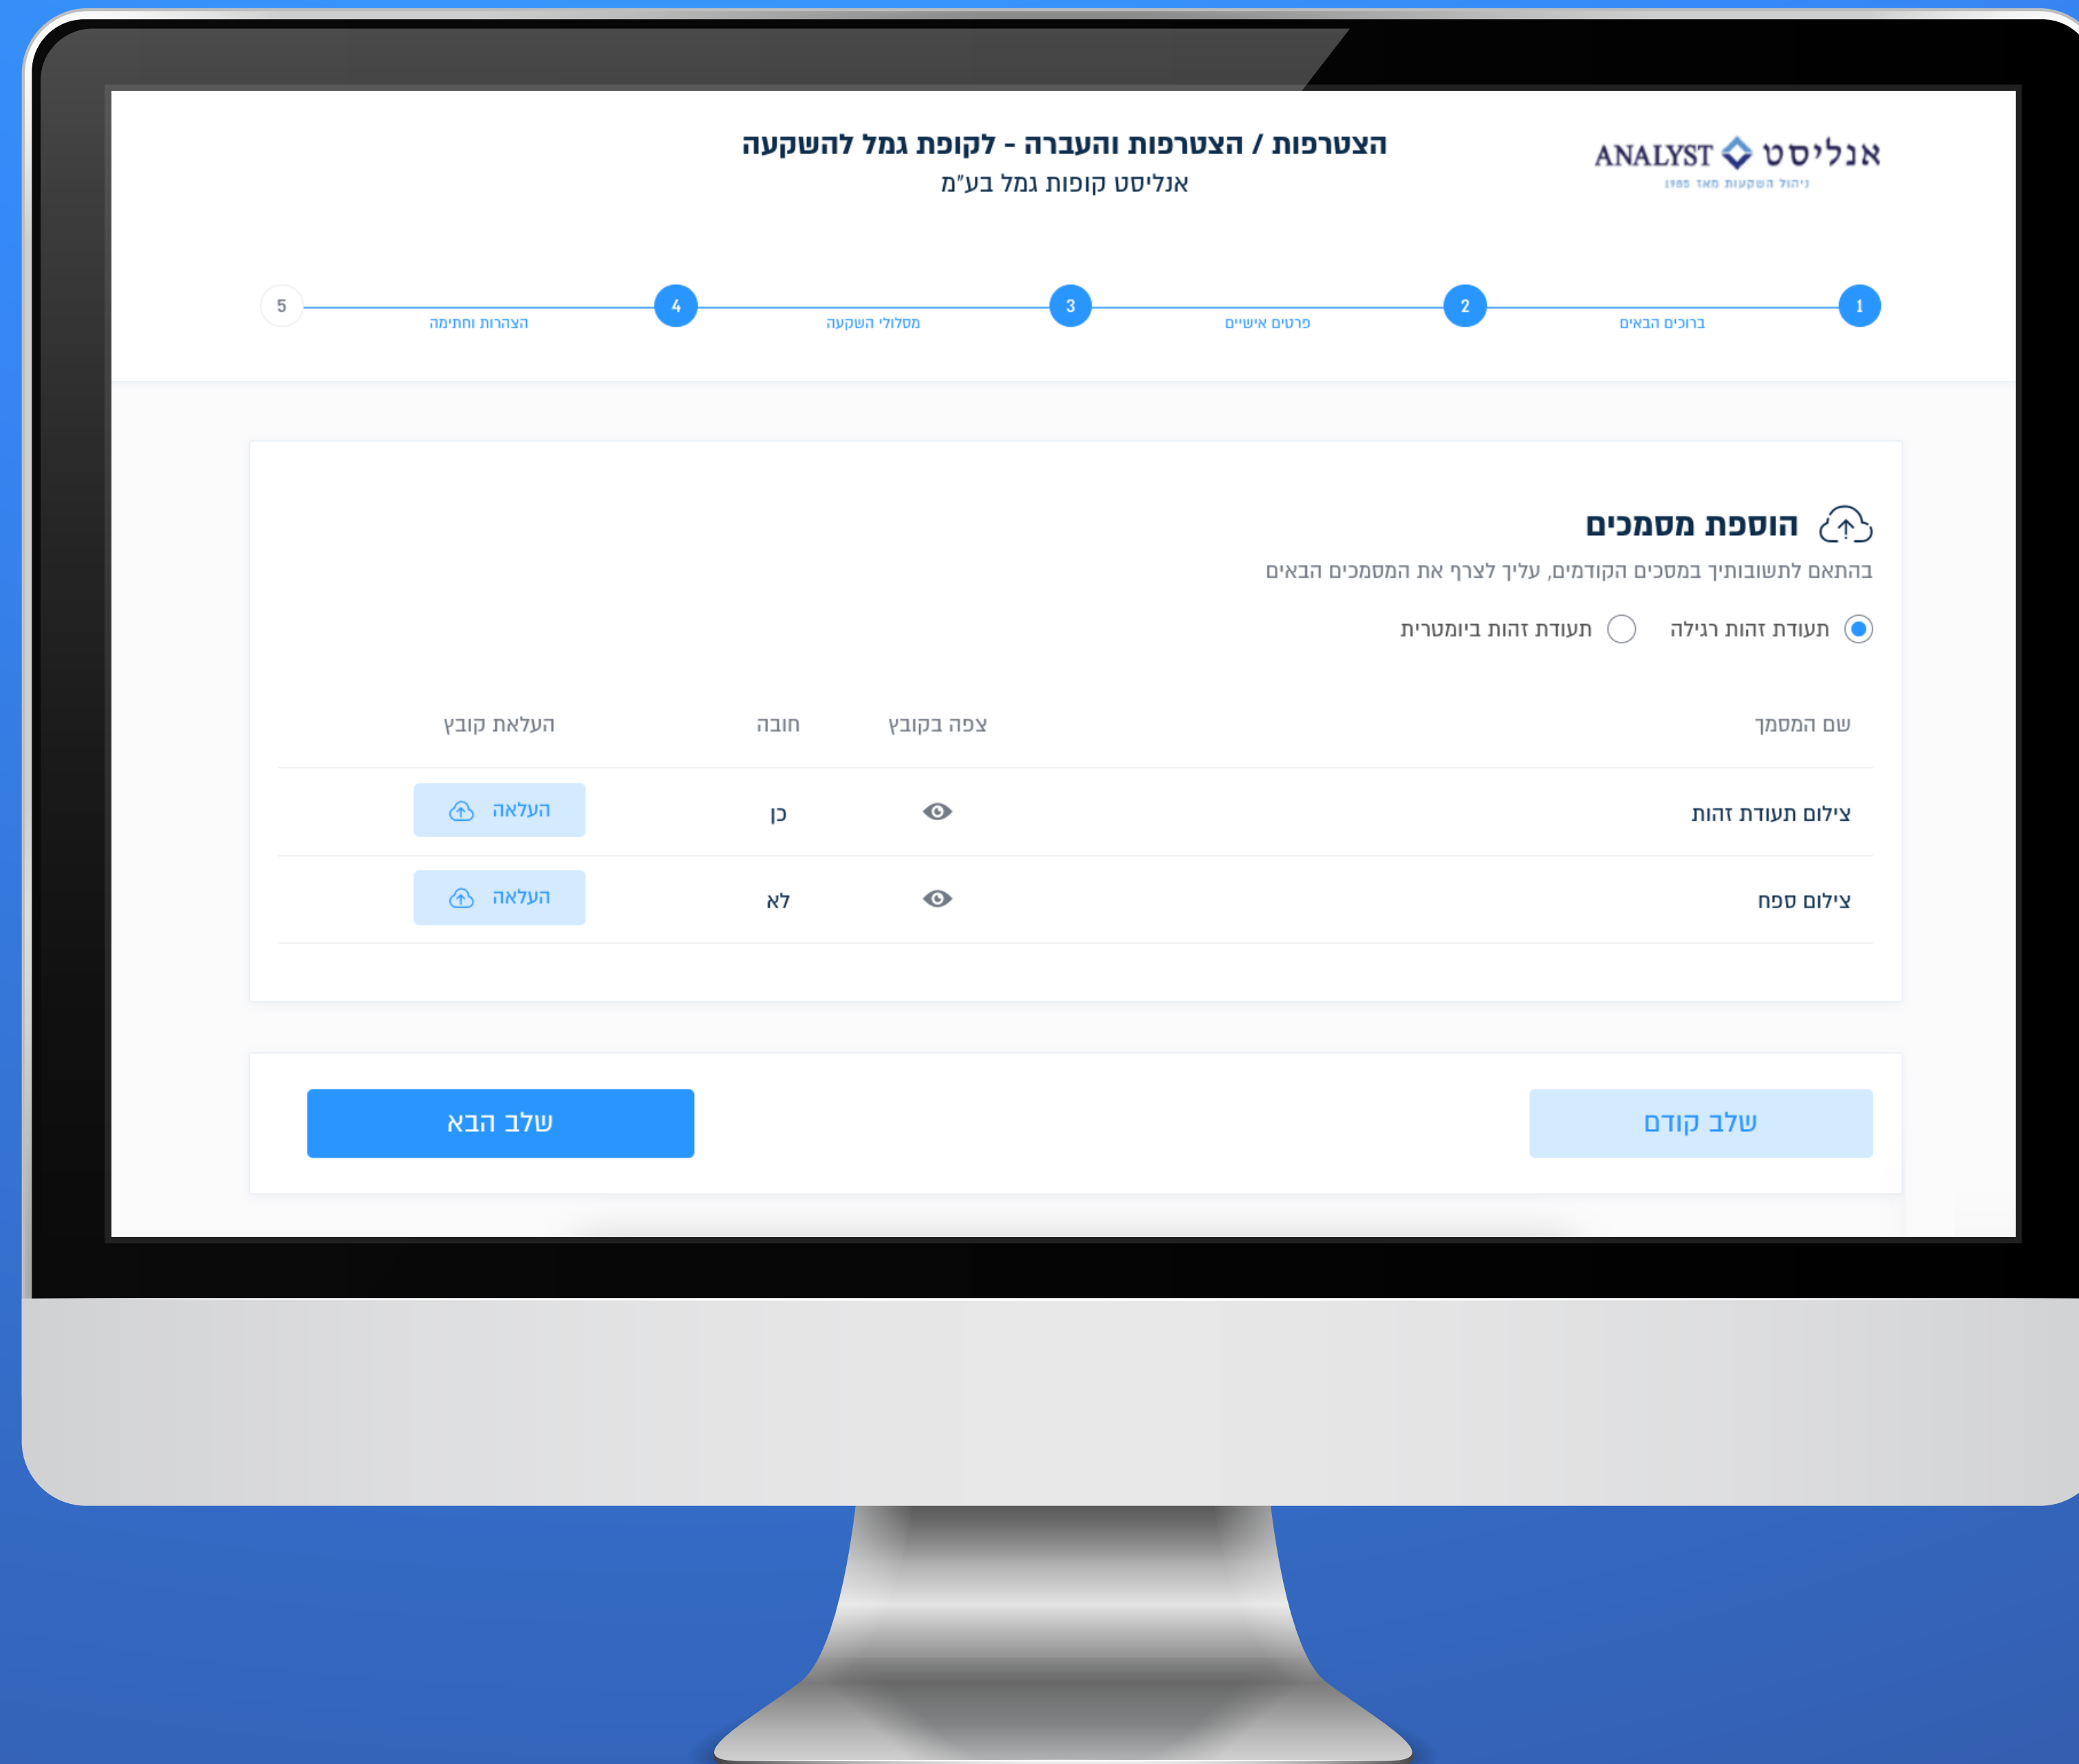 אנליסט ANALYST
ניהול השקעות מאז 1985
הצטרפות / הצטרפות והעברה - לקופת גמל להשקעה
אנליסט קופות גמל בע"מ
1 2 3 4 5
ברוכים הבאים פרטים אישיים מסלולי השקעה הצהרות וחתימה
הוספת מסמכים
בהתאם לתשובותיך במסכים הקודמים, עליך לצרף את המסמכים הבאים
תעודת זהות רגילה תעודת זהות ביומטרית
שם המסמך צפה בקובץ חובה העלאת קובץ
צילום תעודת זהות כן העלאה
צילום ספח לא העלאה
שלב קודם שלב הבא